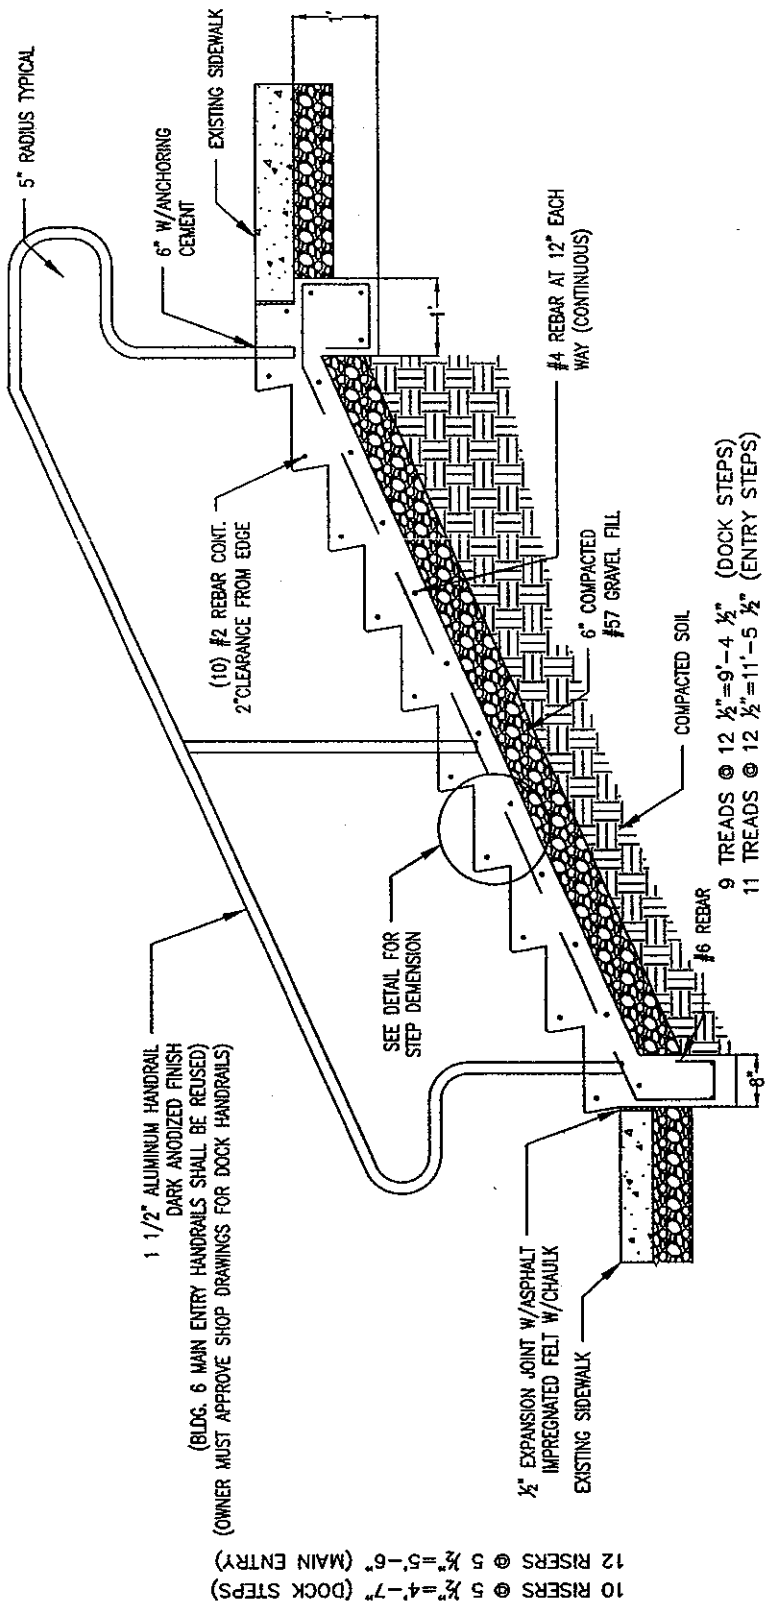 5" RADIUS TYPICAL
6" W/ANCHORING
CEMENT
EXISTING SIDEWALK
1'
1 1/2" ALUMINUM HANDRAIL
DARK ANODIZED FINISH
(BLDG. 6 MAIN ENTRY HANDRAILS SHALL BE REUSED)
(OWNER MUST APPROVE SHOP DRAWINGS FOR DOCK HANDRAILS)
(10) #2 REBAR CONT.
2"CLEARANCE FROM EDGE
1'
#4 REBAR AT 12" EACH
WAY (CONTINUOUS)
SEE DETAIL FOR
STEP DEMENSION
6" COMPACTED
#57 GRAVEL FILL
COMPACTED SOIL
#6 REBAR
8"
½" EXPANSION JOINT W/ASPHALT
IMPREGNATED FELT W/CHAULK
EXISTING SIDEWALK
9 TREADS @ 12 ½"=9'-4 ½" (DOCK STEPS)
11 TREADS @ 12 ½"=11'-5 ½" (ENTRY STEPS)
10 RISERS @ 5 ½"=4'-7" (DOCK STEPS)
12 RISERS @ 5 ½"=5'-6" (MAIN ENTRY)